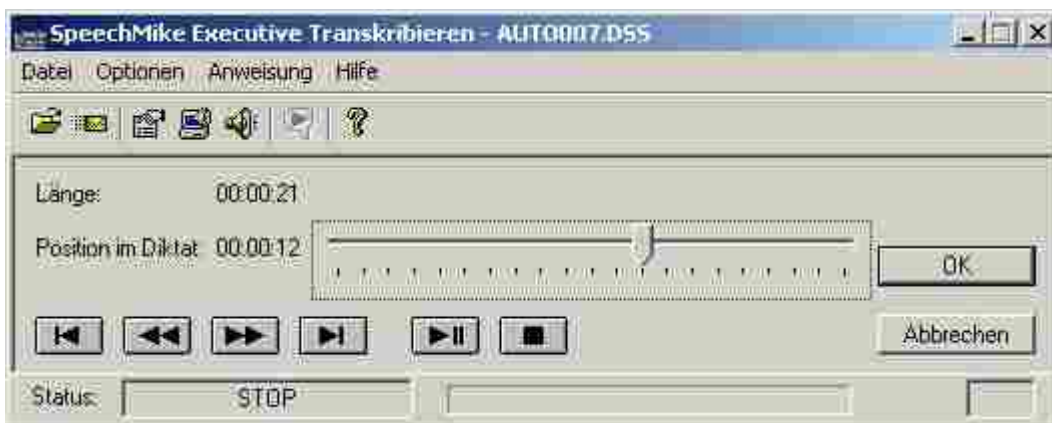 SpeechMike Executive Transkribieren - AUTO007.DSS
Datei Optionen Anweisung Hilfe
Länge: 00:00:21
Position im Diktat 00:00:12
OK
Abbrechen
Status: STOP